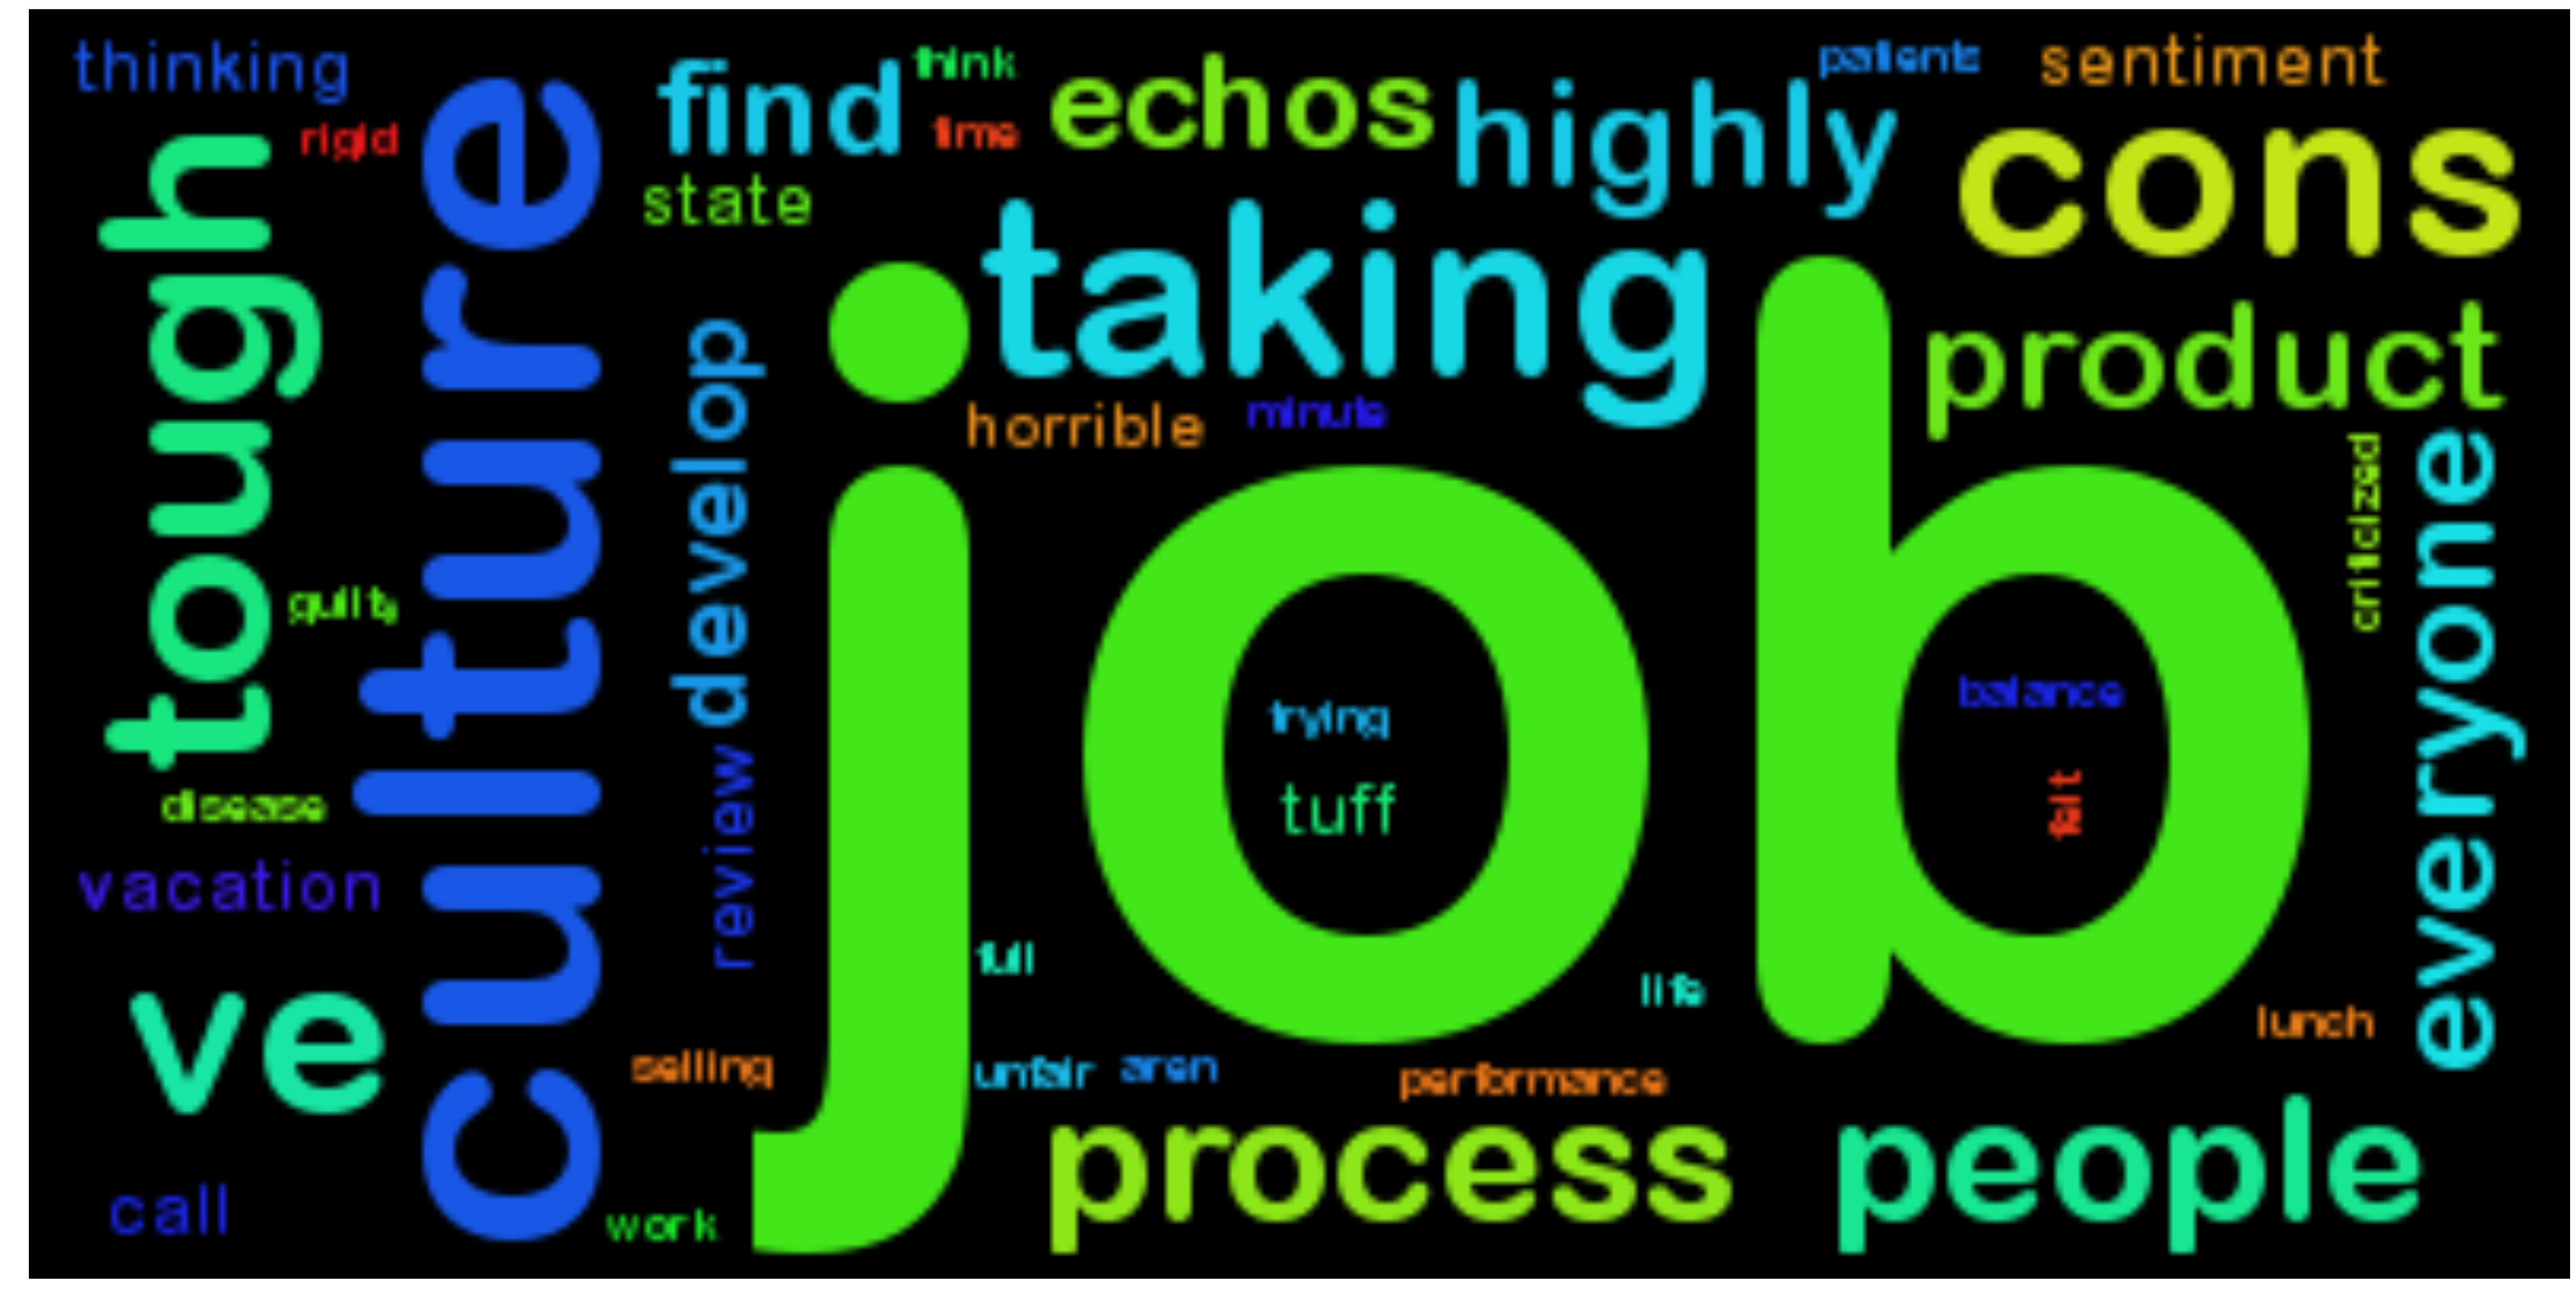 thinking
find
think
echos
highly
patients
sentiment
rigid
time
cons
tough
culture
state
taking
product
develop
horrible
minute
criticized
everyone
guilty
job
trying
balance
tuff
felt
disease
review
vacation
full
life
ve
lunch
selling
unfair
aren
performance
process
people
call
work